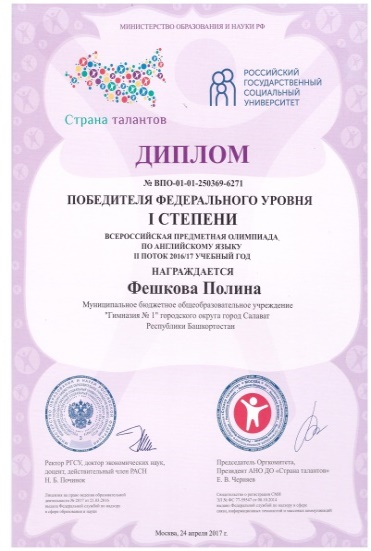 МИНИСТЕРСТВО ОБРАЗОВАНИЯ И НАУКИ РФ
Страна талантов
РОССИЙСКИЙ
ГОСУДАРСТВЕННЫЙ
СОЦИАЛЬНЫЙ
УНИВЕРСИТЕТ
ДИПЛОМ
№ ВПО-01-01-250369-6271
ПОБЕДИТЕЛЯ ФЕДЕРАЛЬНОГО УРОВНЯ
I СТЕПЕНИ
ВСЕРОССИЙСКАЯ ПРЕДМЕТНАЯ ОЛИМПИАДА
ПО АНГЛИЙСКОМУ ЯЗЫКУ
II ПОТОК 2016/17 УЧЕБНЫЙ ГОД
НАГРАЖДАЕТСЯ
Фешкова Полина
Муниципальное бюджетное общеобразовательное учреждение
"Гимназия № 1" городского округа город Салават
Республики Башкортостан
Ректор РГСУ, доктор экономических наук,
доцент, действительный член РАСН
Н. Б. Починок
Председатель Оргкомитета,
Президент АНО ДО «Страна талантов»
Е. В. Чернов
Москва, 24 апреля 2017 г.